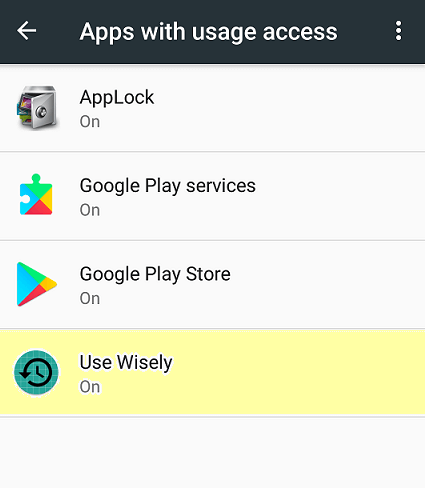 Apps with usage access
AppLock
On
Google Play services
On
Google Play Store
On
Use Wisely
On